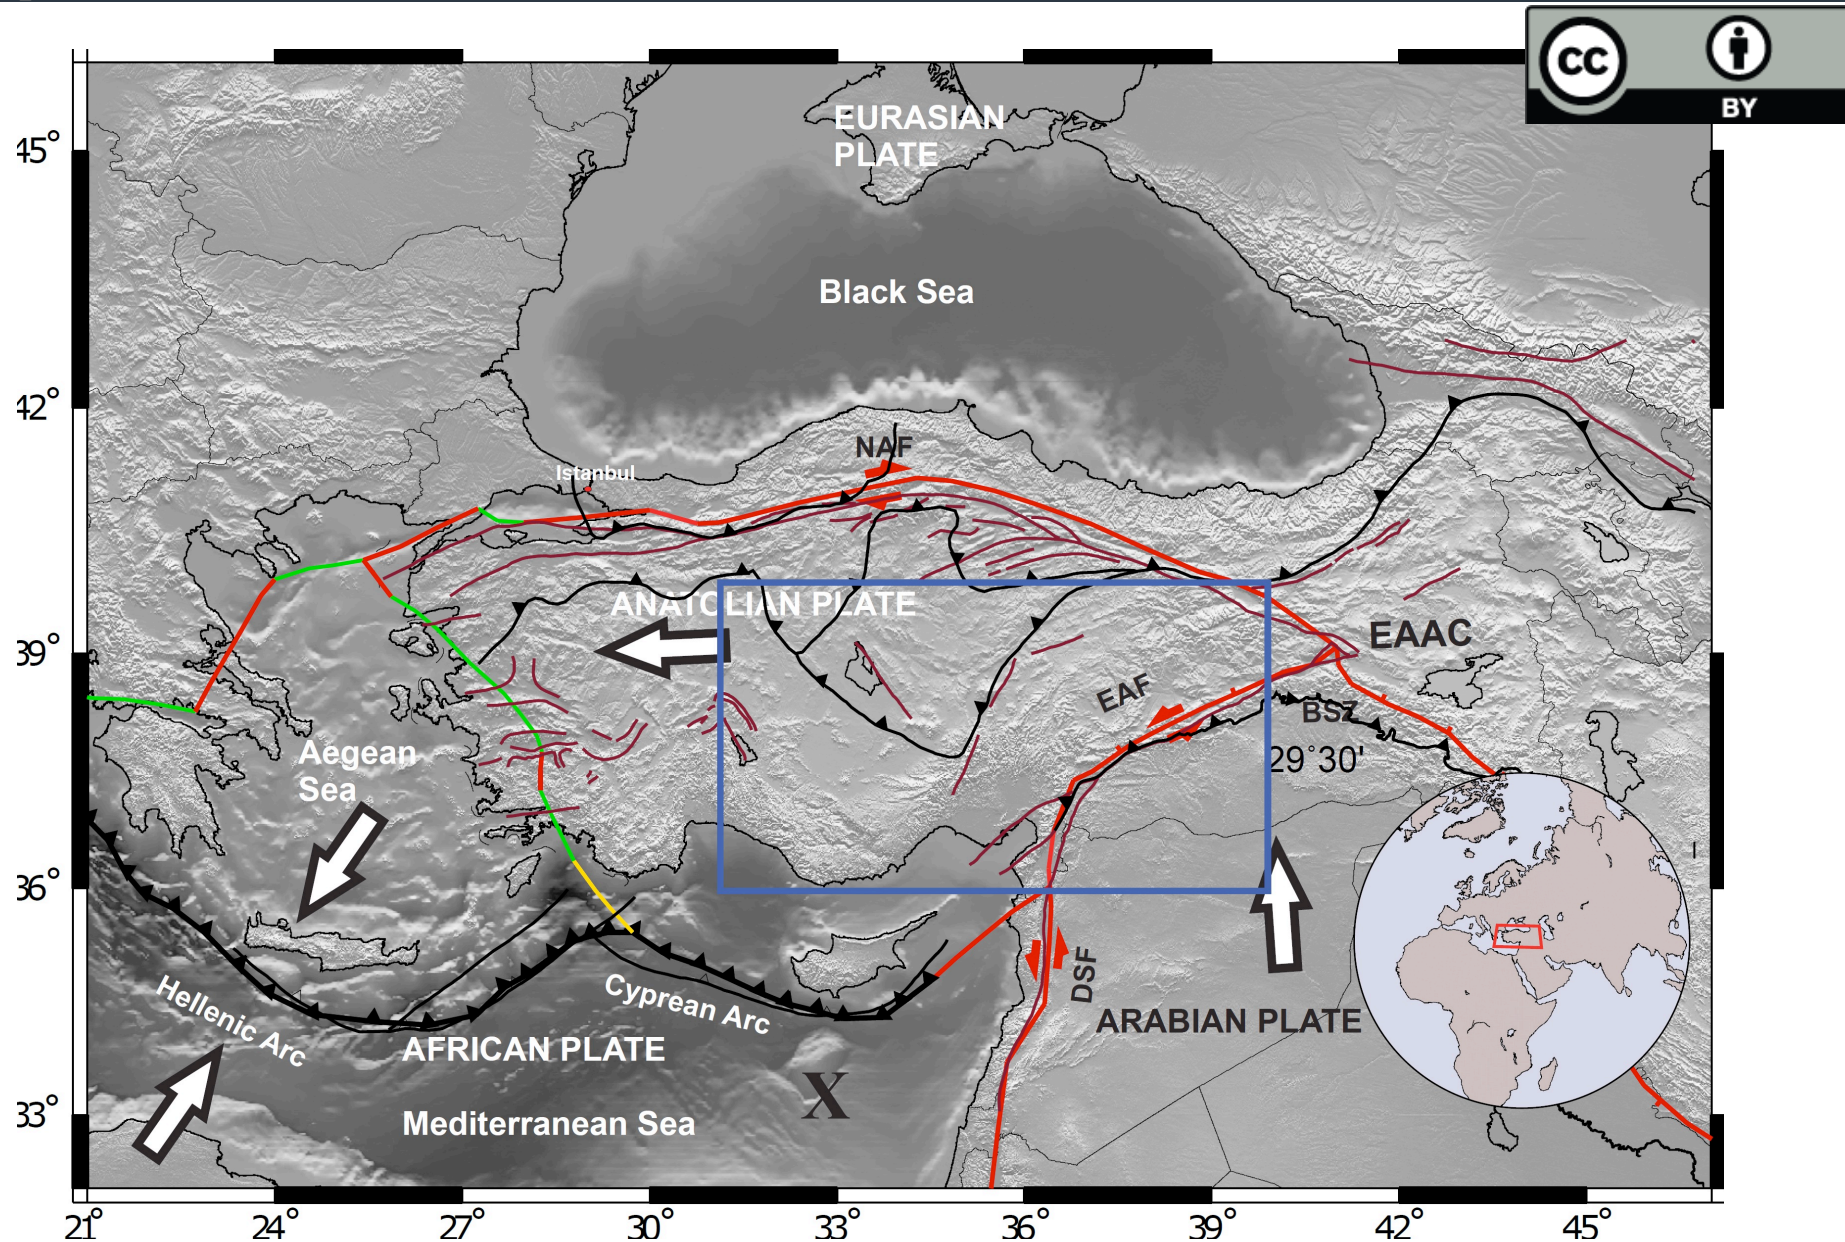 CC
BY
EURASIAN
PLATE
45°
Black Sea
42°
NAF
Istanbul
ANATOLIAN PLATE
39°
EAAC
EAF
BSZ
29°30'
Aegean
Sea
36°
DSF
Hellenic Arc
Cyprean Arc
ARABIAN PLATE
AFRICAN PLATE
X
33°
Mediterranean Sea
21° 24° 27° 30° 33° 36° 39° 42° 45°